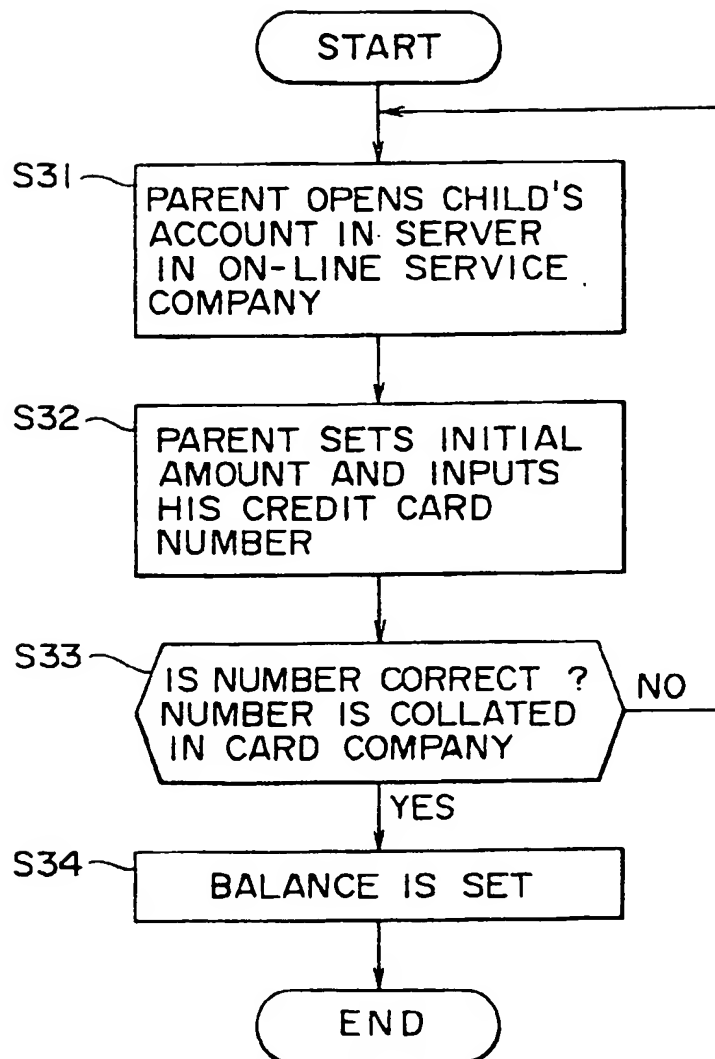 START
S31
PARENT OPENS CHILD'S
ACCOUNT IN SERVER
IN ON-LINE SERVICE
COMPANY
S32
PARENT SETS INITIAL
AMOUNT AND INPUTS
HIS CREDIT CARD
NUMBER
S33
IS NUMBER CORRECT ?
NUMBER IS COLLATED
IN CARD COMPANY
NO
YES
S34
BALANCE IS SET
END